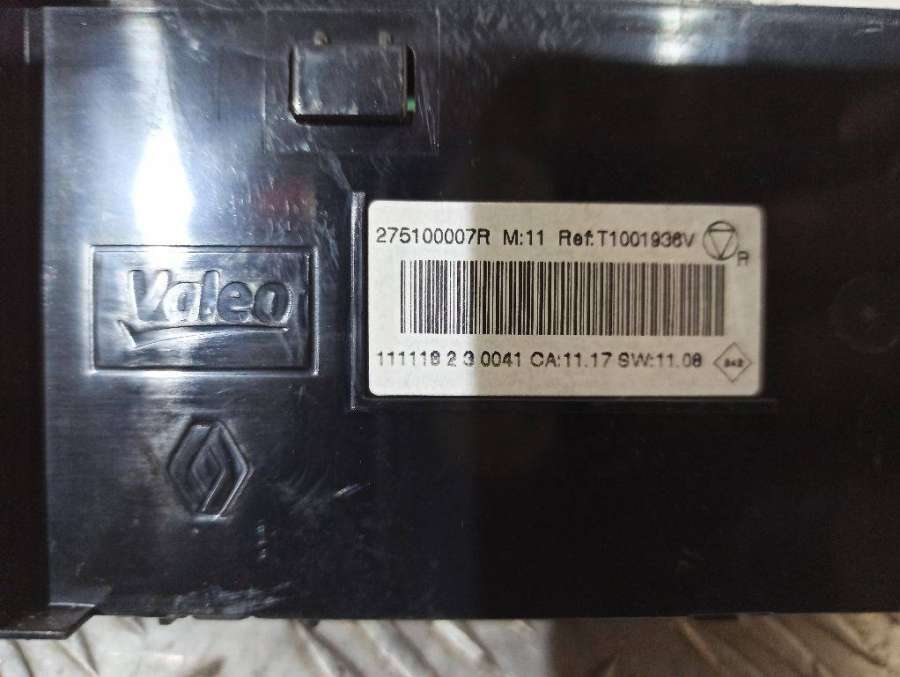 275100007R M:11 Ref:T1001936V
R
Valeo
111118 2 3 0041 CA:11.17 SW:11.08